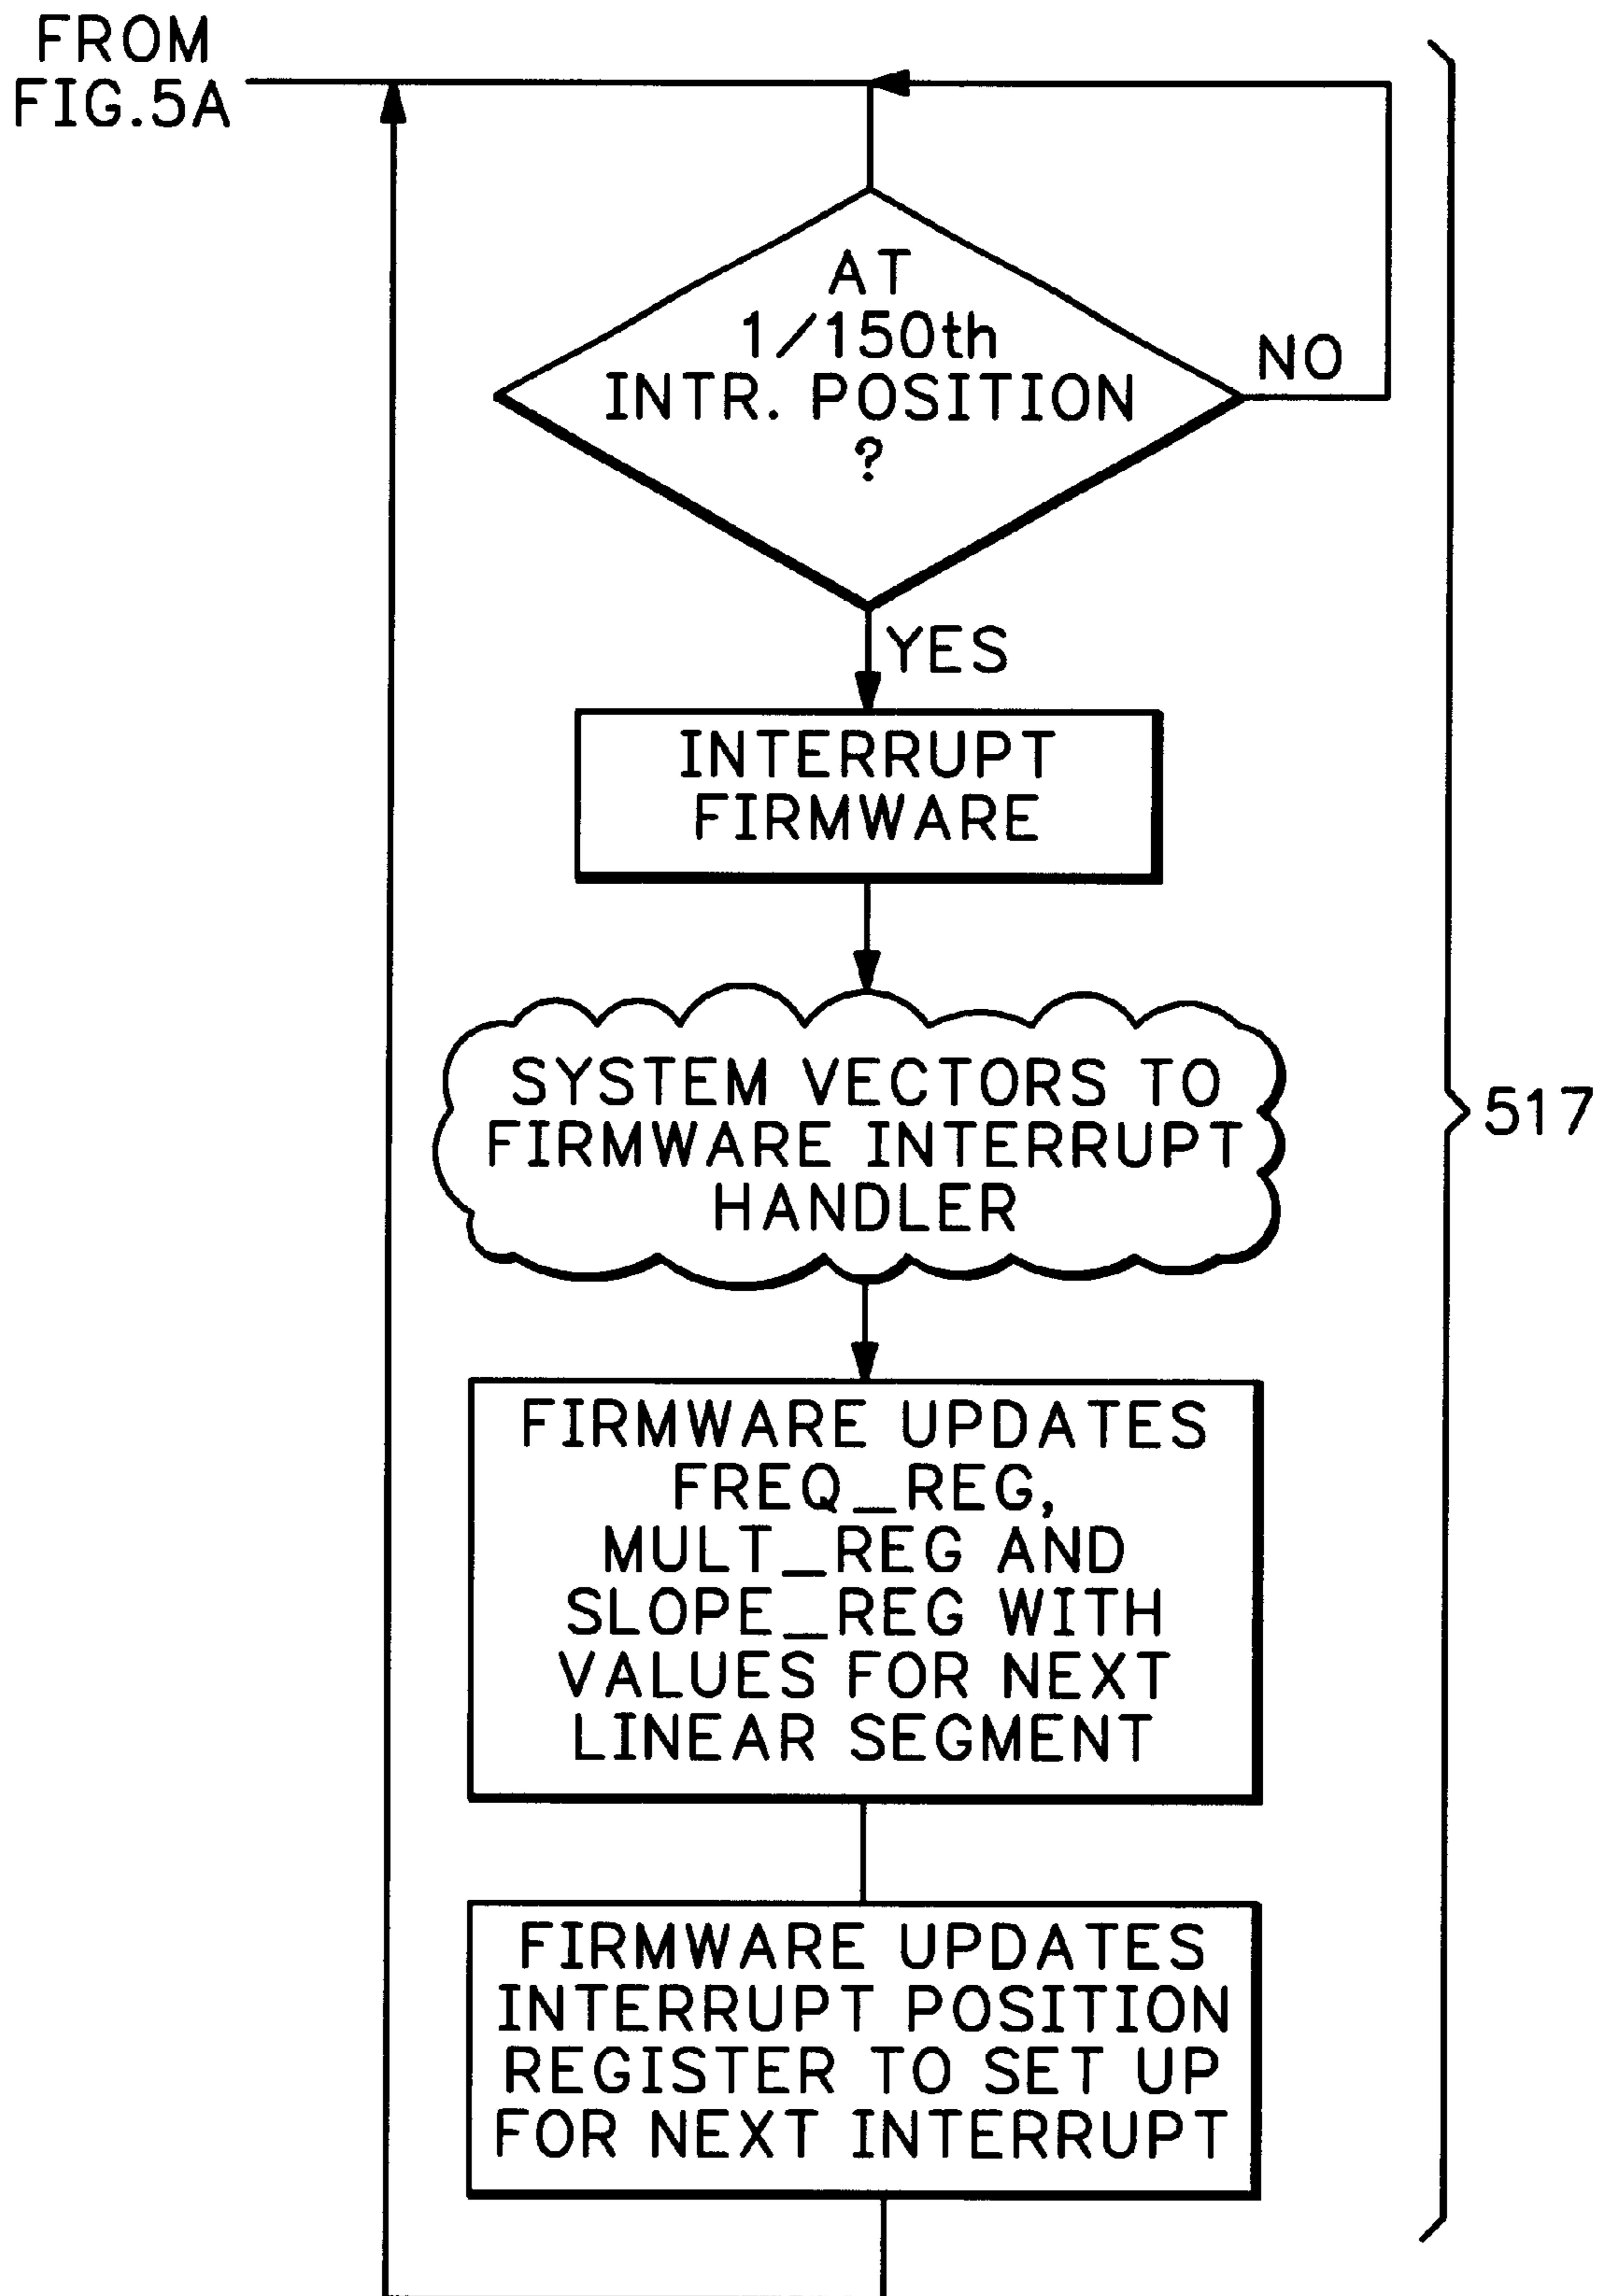 FROM
FIG.5A
AT
1/150th
INTR. POSITION
?
NO
YES
INTERRUPT
FIRMWARE
SYSTEM VECTORS TO
FIRMWARE INTERRUPT
HANDLER
517
FIRMWARE UPDATES
FREQ_REG,
MULT_REG AND
SLOPE_REG WITH
VALUES FOR NEXT
LINEAR SEGMENT
FIRMWARE UPDATES
INTERRUPT POSITION
REGISTER TO SET UP
FOR NEXT INTERRUPT